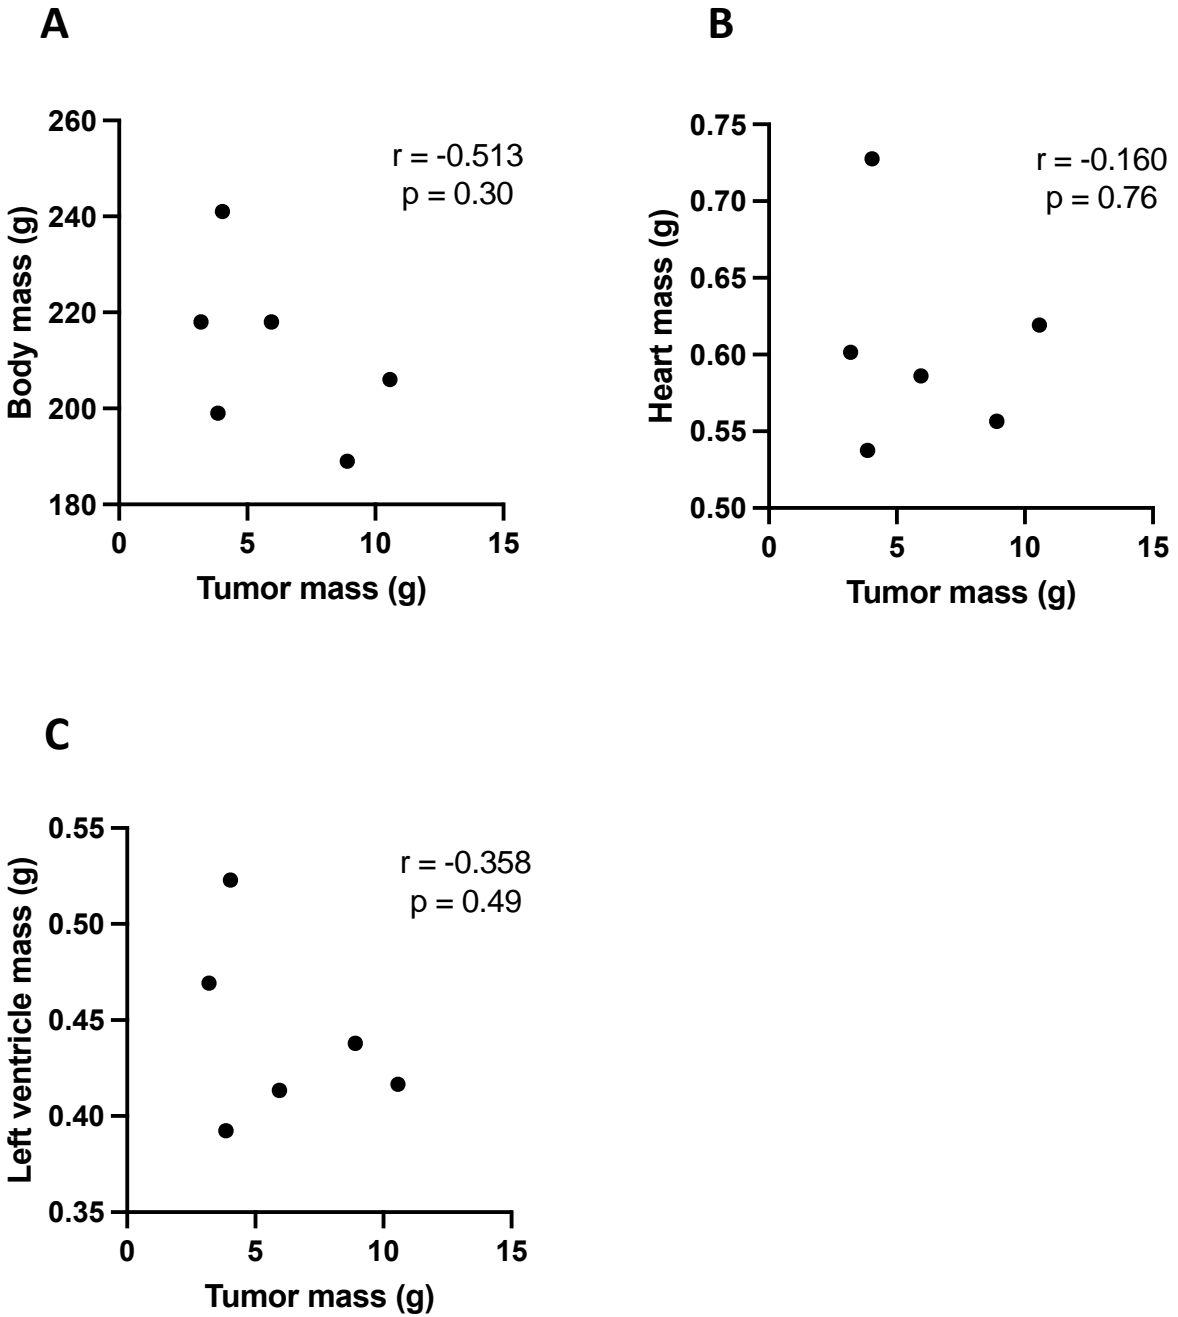 A
260
240
220
200
180
Body mass (g)
r = -0.513
p = 0.30
0 5 10 15
Tumor mass (g)
B
0.75
0.70
0.65
0.60
0.55
0.50
Heart mass (g)
r = -0.160
p = 0.76
0 5 10 15
Tumor mass (g)
C
0.55
0.50
0.45
0.40
0.35
Left ventricle mass (g)
r = -0.358
p = 0.49
0 5 10 15
Tumor mass (g)